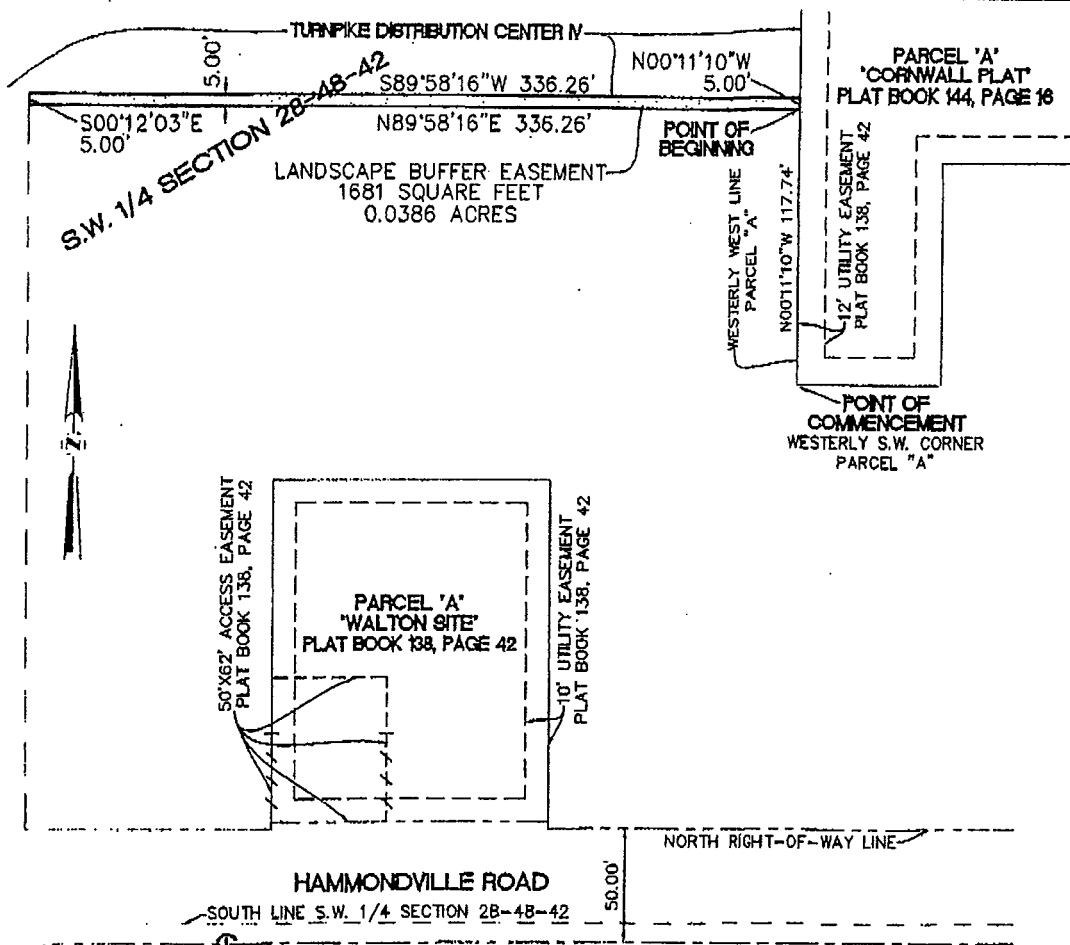 TURNPIKE DISTRIBUTION CENTER IV
5.00'
S89°58'16"W 336.26'
N00°11'10"W
5.00'
PARCEL 'A'
'CORNWALL PLAT'
PLAT BOOK 144, PAGE 16
S.W. 1/4 SECTION 28-48-42
S00°12'03"E
5.00'
N89°58'16"E 336.26'
POINT OF
BEGINNING
LANDSCAPE BUFFER EASEMENT
1681 SQUARE FEET
0.0386 ACRES
WESTERLY WEST LINE
PARCEL "A"
N00°11'10"W 117.74'
12' UTILITY EASEMENT
PLAT BOOK 138, PAGE 42
Z
POINT OF
COMMENCEMENT
WESTERLY S.W. CORNER
PARCEL "A"
50'X62' ACCESS EASEMENT
PLAT BOOK 138, PAGE 42
PARCEL 'A'
'WALTON SITE'
PLAT BOOK 138, PAGE 42
10' UTILITY EASEMENT
PLAT BOOK 138, PAGE 42
NORTH RIGHT-OF-WAY LINE
HAMMONDVILLE ROAD
50.00'
SOUTH LINE S.W. 1/4 SECTION 28-48-42